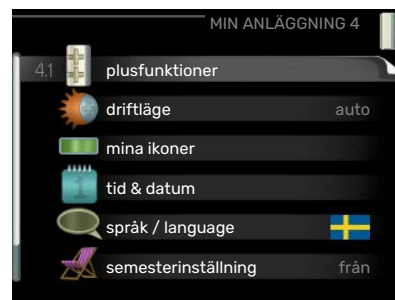 MIN ANLÄGGNING 4
4.1 plusfunktioner
driftläge auto
mina ikoner
tid & datum
språk / language
semesterinställning från